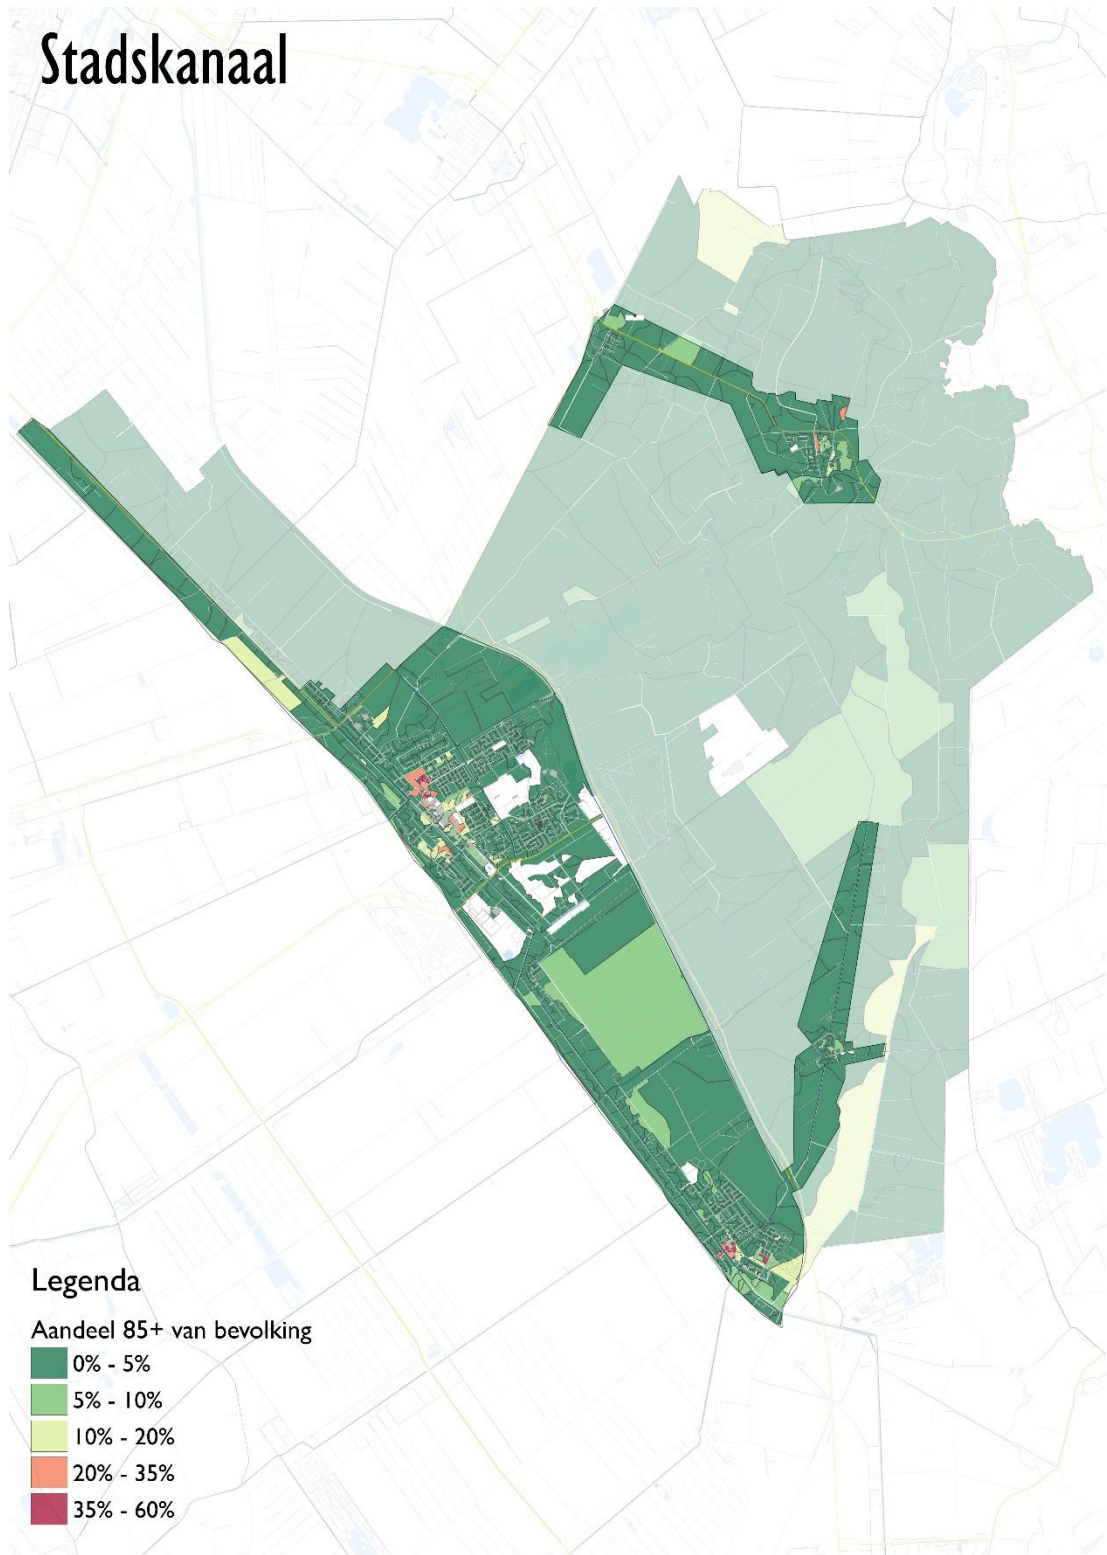 Stadskanaal
Legenda
Aandeel 85+ van bevolking
0% - 5%
5% - 10%
10% - 20%
20% - 35%
35% - 60%